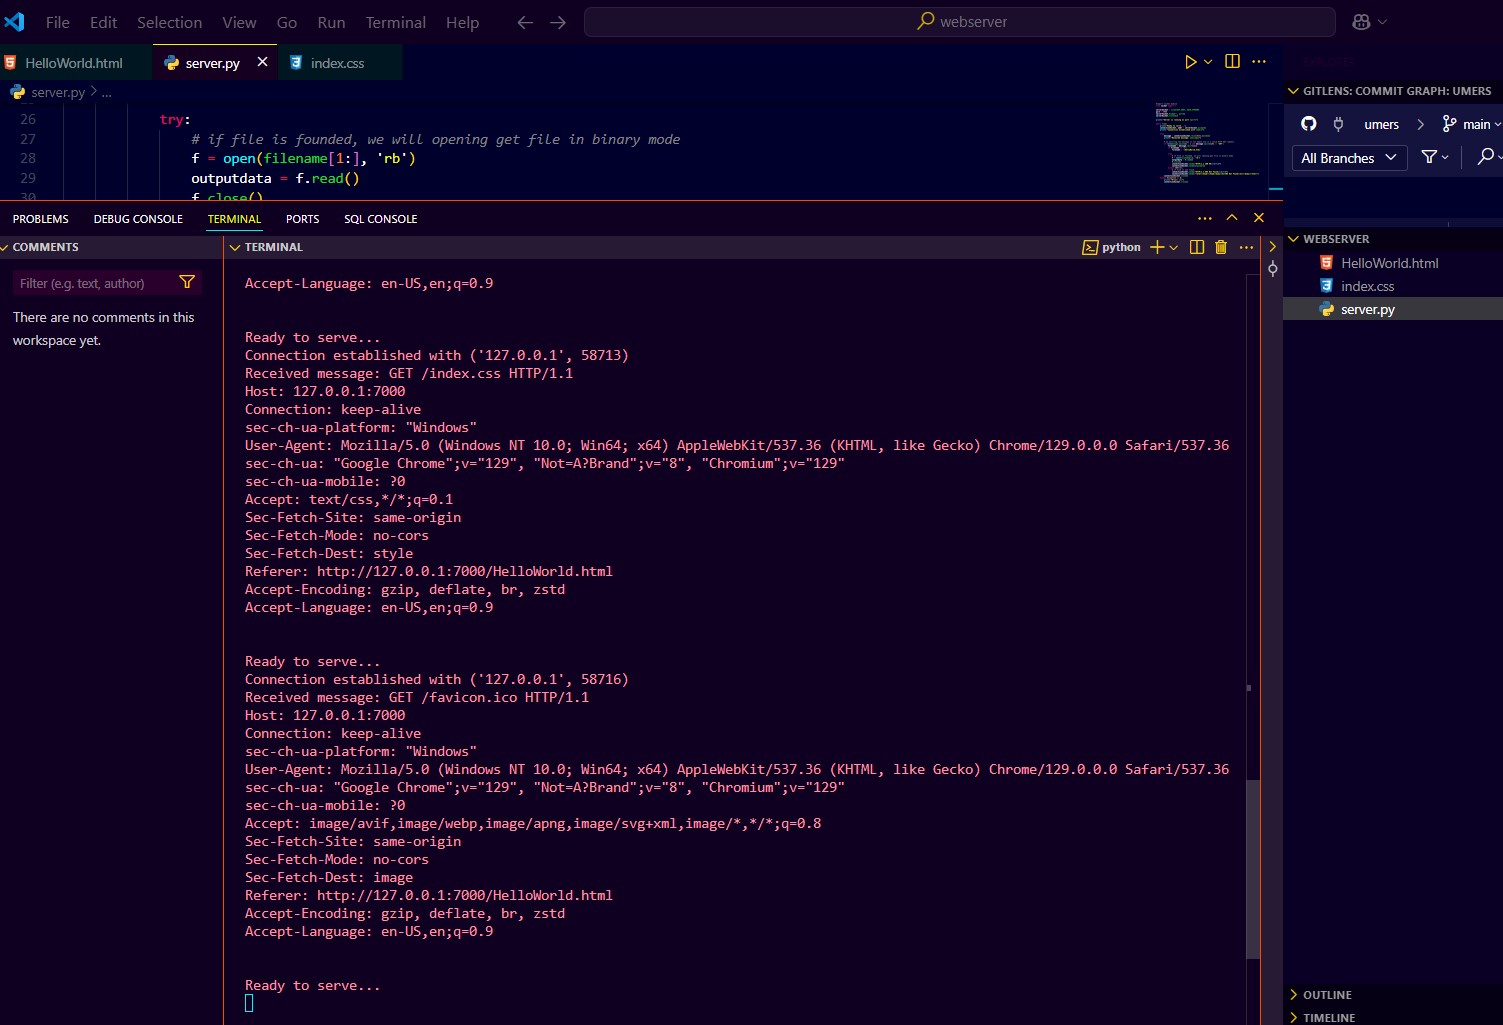 File Edit Selection View Go Run Terminal Help webserver
HelloWorld.html server.py index.css
server.py > ...
GITLENS: COMMIT GRAPH: UMERS
umers > main
All Branches
26 try:
27 # if file is founded, we will opening get file in binary mode
28 f = open(filename[1:], 'rb')
29 outputdata = f.read()
30 f.close()
PROBLEMS DEBUG CONSOLE TERMINAL PORTS SQL CONSOLE
COMMENTS
Filter (e.g. text, author)
There are no comments in this
workspace yet.
TERMINAL python
Accept-Language: en-US,en;q=0.9
Ready to serve...
Connection established with ('127.0.0.1', 58713)
Received message: GET /index.css HTTP/1.1
Host: 127.0.0.1:7000
Connection: keep-alive
sec-ch-ua-platform: "Windows"
User-Agent: Mozilla/5.0 (Windows NT 10.0; Win64; x64) AppleWebKit/537.36 (KHTML, like Gecko) Chrome/129.0.0.0 Safari/537.36
sec-ch-ua: "Google Chrome";v="129", "Not=A?Brand";v="8", "Chromium";v="129"
sec-ch-ua-mobile: ?0
Accept: text/css,*/*;q=0.1
Sec-Fetch-Site: same-origin
Sec-Fetch-Mode: no-cors
Sec-Fetch-Dest: style
Referer: http://127.0.0.1:7000/HelloWorld.html
Accept-Encoding: gzip, deflate, br, zstd
Accept-Language: en-US,en;q=0.9
Ready to serve...
Connection established with ('127.0.0.1', 58716)
Received message: GET /favicon.ico HTTP/1.1
Host: 127.0.0.1:7000
Connection: keep-alive
sec-ch-ua-platform: "Windows"
User-Agent: Mozilla/5.0 (Windows NT 10.0; Win64; x64) AppleWebKit/537.36 (KHTML, like Gecko) Chrome/129.0.0.0 Safari/537.36
sec-ch-ua: "Google Chrome";v="129", "Not=A?Brand";v="8", "Chromium";v="129"
sec-ch-ua-mobile: ?0
Accept: image/avif,image/webp,image/apng,image/svg+xml,image/*,*/*;q=0.8
Sec-Fetch-Site: same-origin
Sec-Fetch-Mode: no-cors
Sec-Fetch-Dest: image
Referer: http://127.0.0.1:7000/HelloWorld.html
Accept-Encoding: gzip, deflate, br, zstd
Accept-Language: en-US,en;q=0.9
Ready to serve...
WEBSERVER
HelloWorld.html
index.css
server.py
OUTLINE
TIMELINE